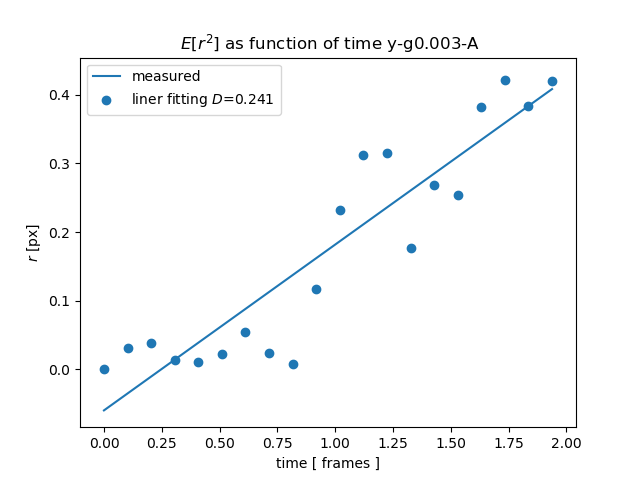 E[r²] as function of time y-g0.003-A
measured
liner fitting D=0.241
0.4
0.3
0.2
0.1
0.0
r [px]
0.00 0.25 0.50 0.75 1.00 1.25 1.50 1.75 2.00
time [ frames ]